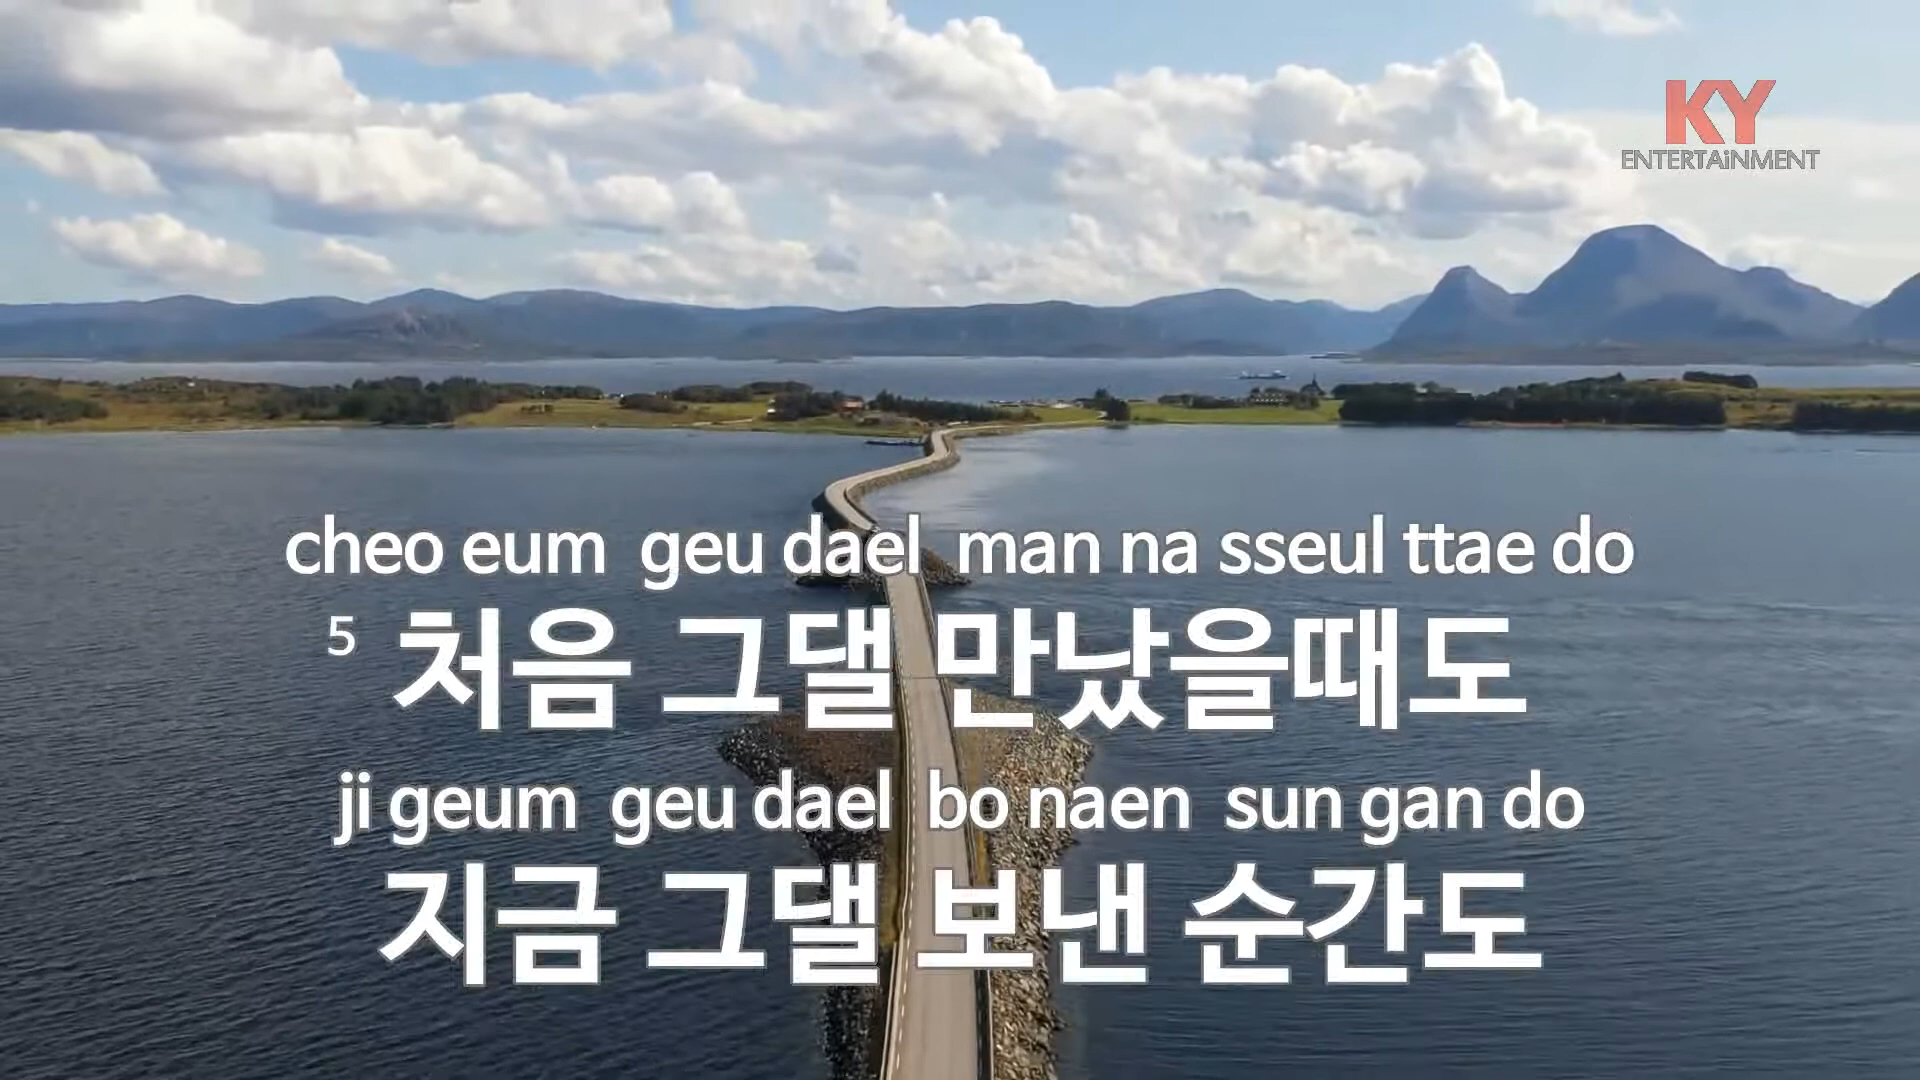 KY
ENTERTAiNMENT
cheo eum geu dael man na sseul ttae do
5 처음 그댈 만났을때도
ji geum geu dael bo naen sun gan do
지금 그댈 보낸 순간도